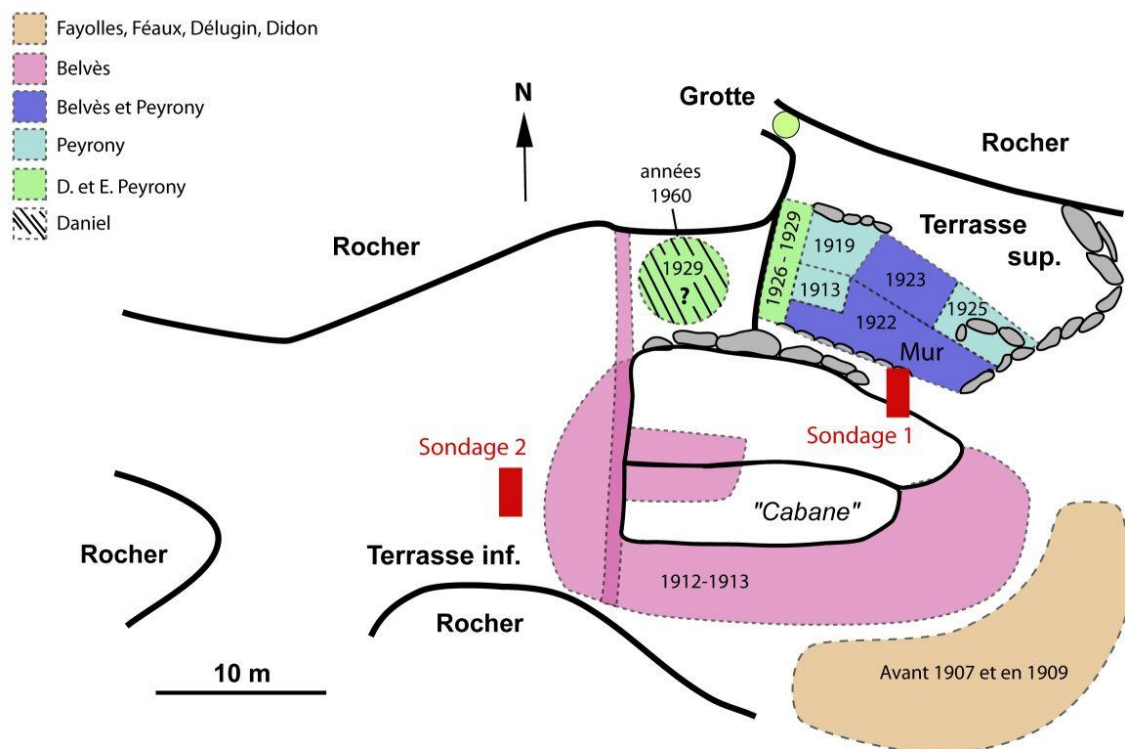 Fayolles, Féaux, Délugin, Didon
Belvès
Belvès et Peyrony
Peyrony
D. et E. Peyrony
Daniel
N
Grotte
Rocher
années
1960
Rocher
Terrasse
sup.
1929
?
1926 - 1929
1919
1913
1923
1925
1922
Mur
Sondage 1
Sondage 2
"Cabane"
Rocher
Terrasse inf.
1912-1913
Rocher
10 m
Avant 1907 et en 1909